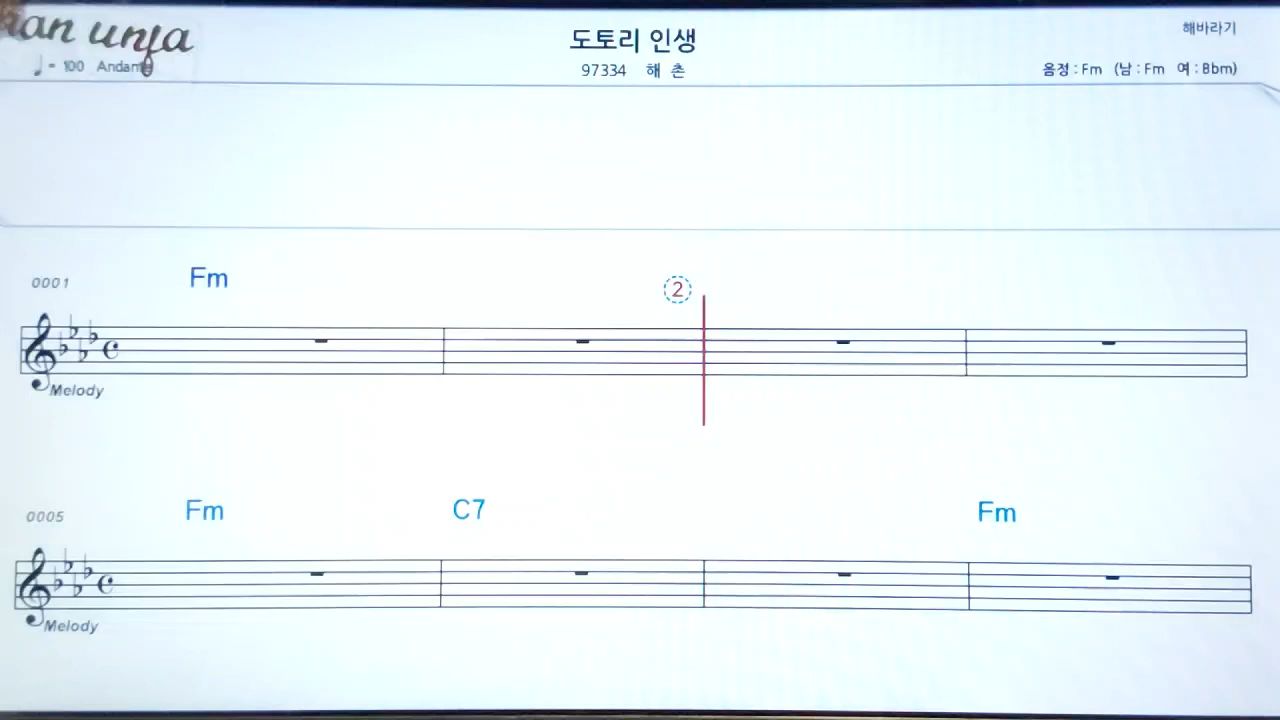 도토리 인생
해바라기
♩= 100 Andante
97334 해 촌
음정 : Fm (남 : Fm 여 : Bbm)
0001 Fm
②
Melody
0005 Fm C7 Fm
Melody